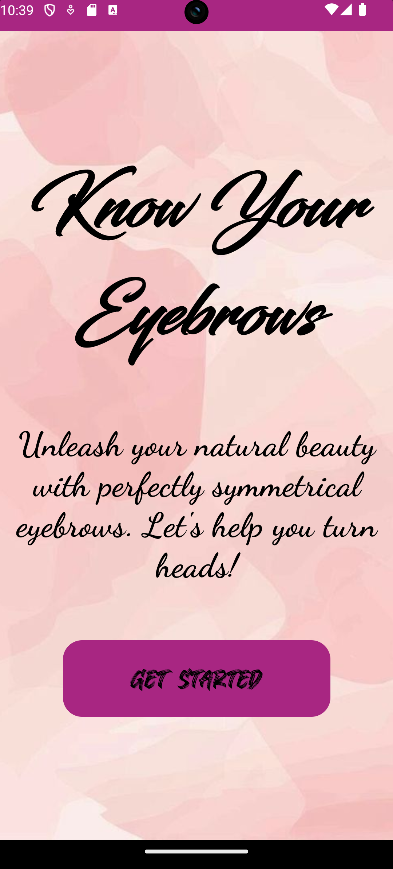 10:39
Know Your
Eyebrows
Unleash your natural beauty
with perfectly symmetrical
eyebrows. Let's help you turn
heads!
GET STARTED